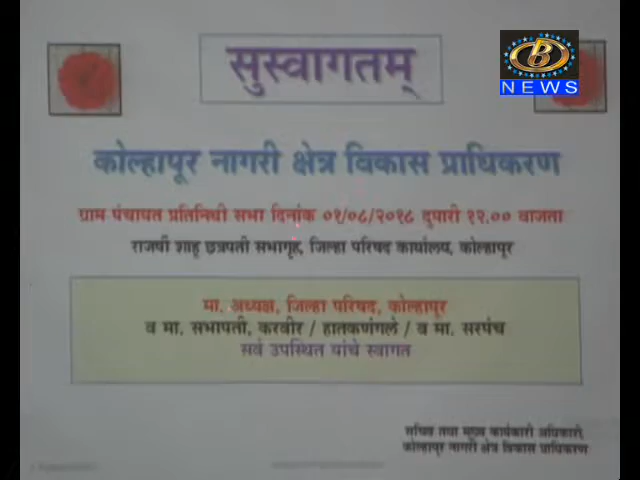 सुस्वागतम्
B
NEWS
कोल्हापूर नागरी क्षेत्र विकास प्राधिकरण
ग्राम पंचायत प्रतिनिधी सभा दिनांक ०१/०८/२०१८ दुपारी १२.०० वाजता
राजर्षी शाहू छत्रपती सभागृह, जिल्हा परिषद कार्यालय, कोल्हापूर
मा. अध्यक्ष, जिल्हा परिषद, कोल्हापूर
व मा. सभापती, करवीर / हातकणंगले / व मा. सरपंच
सर्व उपस्थित यांचे स्वागत
सचिव तथा मुख्य कार्यकारी अधिकारी,
कोल्हापूर नागरी क्षेत्र विकास प्राधिकरण